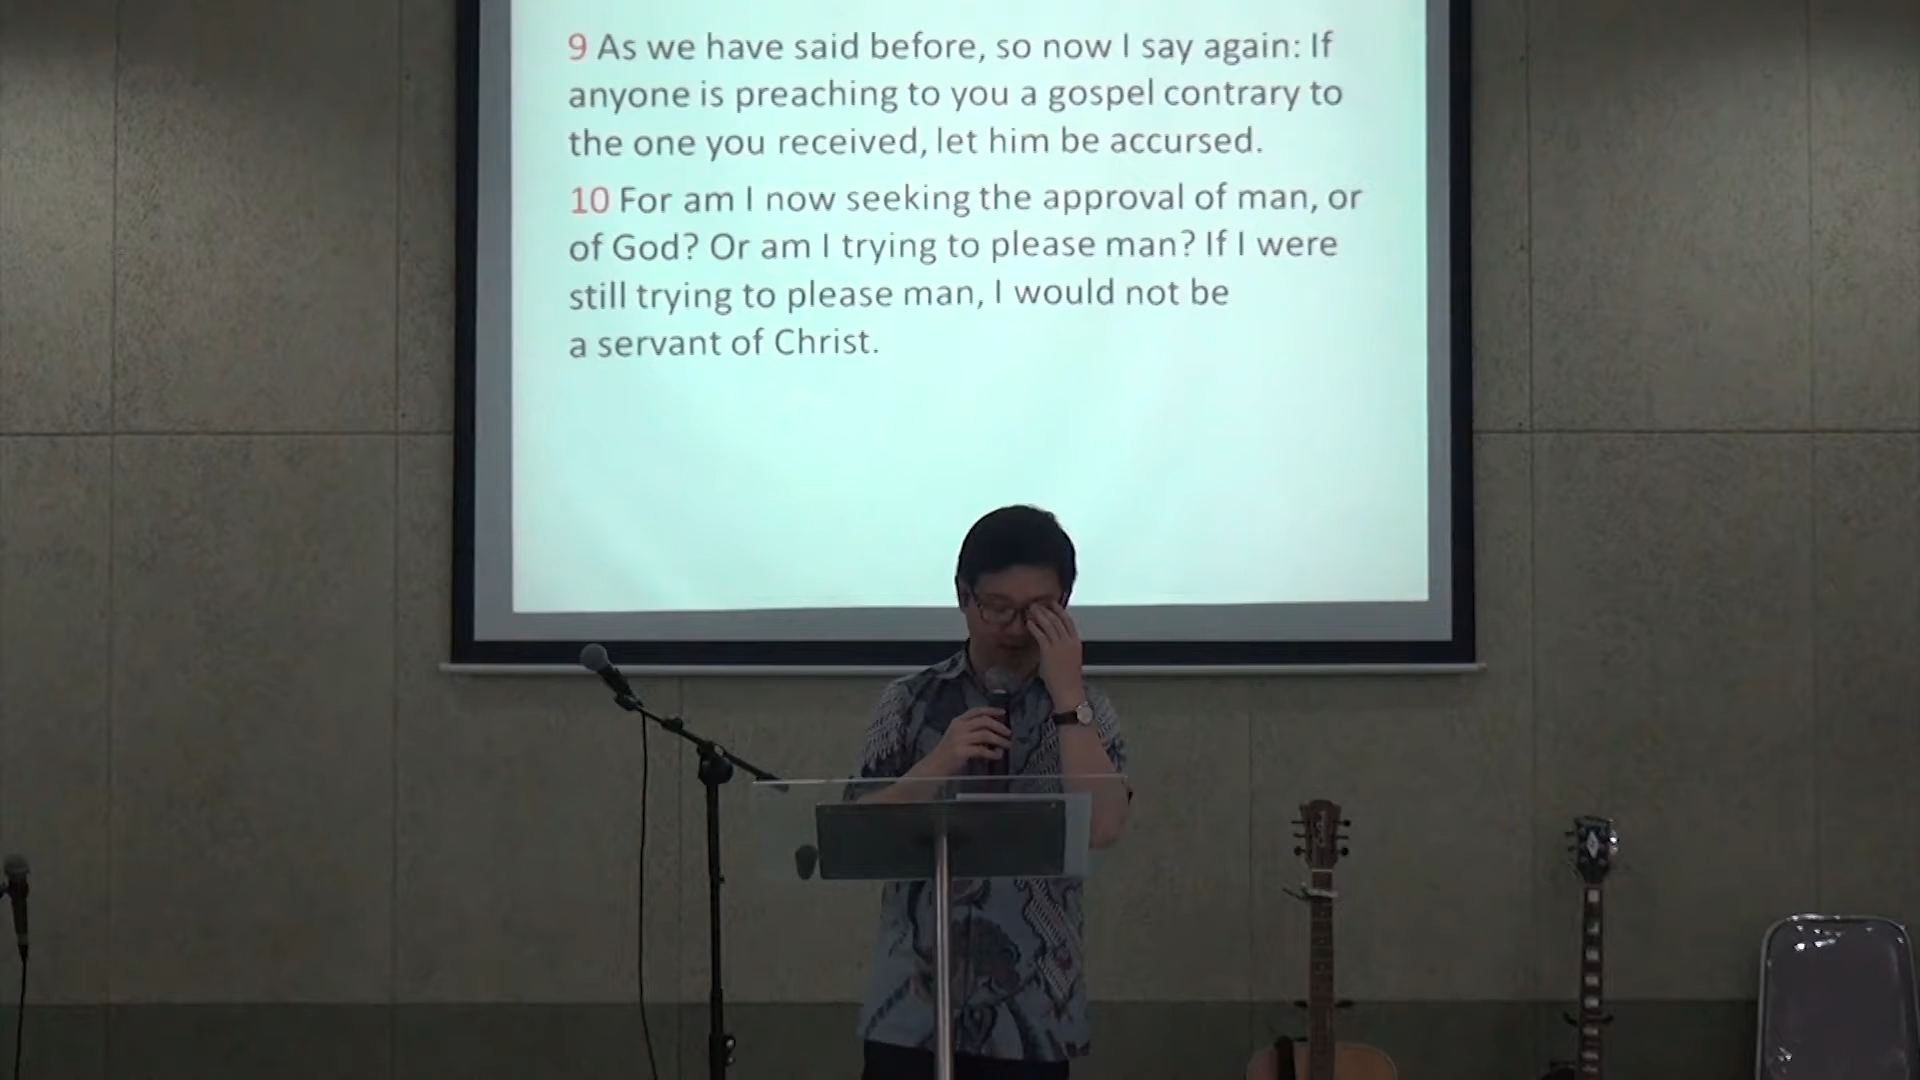 9 As we have said before, so now I say again: If
anyone is preaching to you a gospel contrary to
the one you received, let him be accursed.
10 For am I now seeking the approval of man, or
of God? Or am I trying to please man? If I were
still trying to please man, I would not be
a servant of Christ.